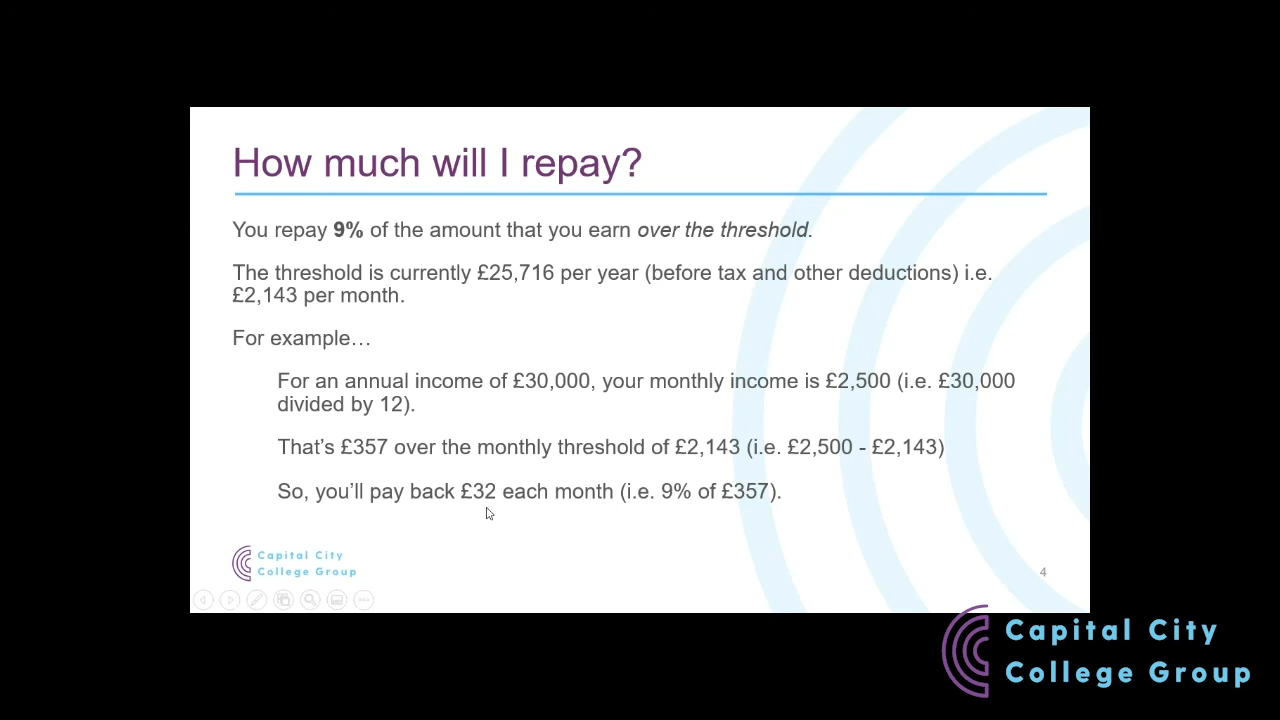 How much will I repay?
You repay 9% of the amount that you earn over the threshold.
The threshold is currently £25,716 per year (before tax and other deductions) i.e.
£2,143 per month.
For example…
For an annual income of £30,000, your monthly income is £2,500 (i.e. £30,000
divided by 12).
That’s £357 over the monthly threshold of £2,143 (i.e. £2,500 - £2,143)
So, you’ll pay back £32 each month (i.e. 9% of £357).
Capital City
College Group
4
Capital City
College Group